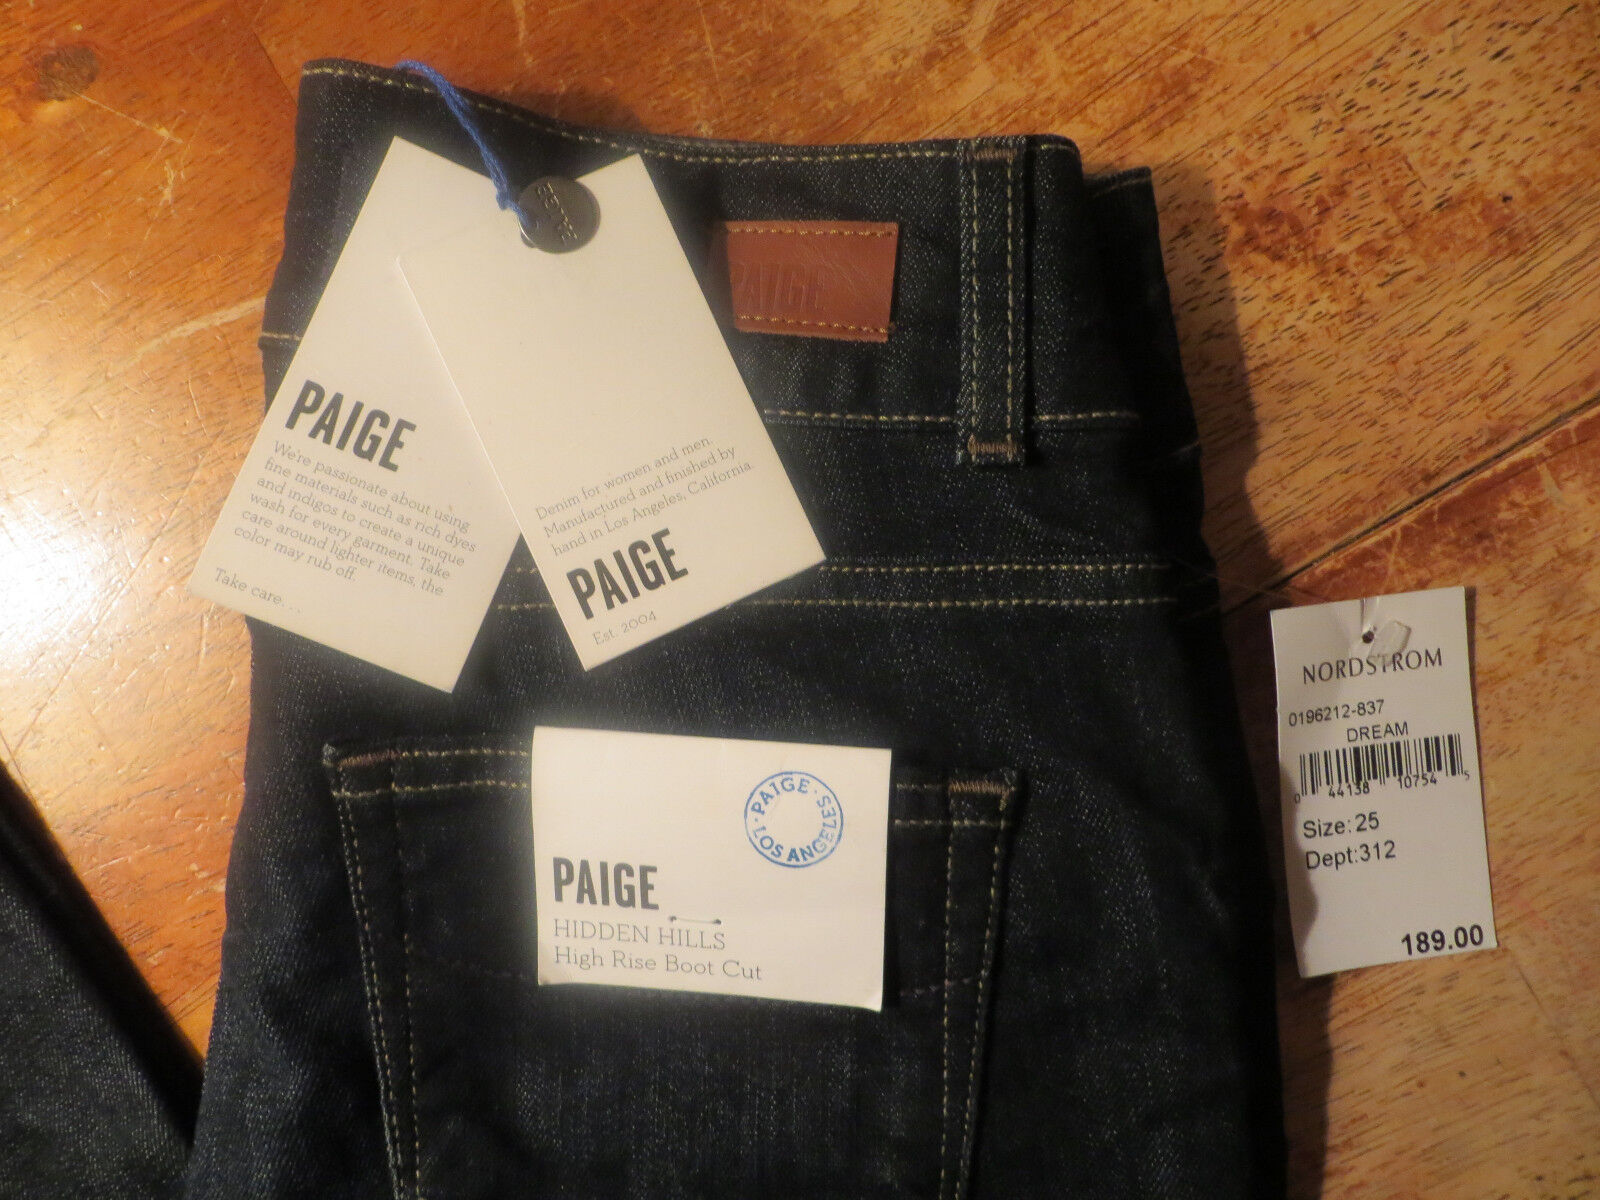 PAIGE
We're passionate about using
fine materials such as rich dyes
and indigos to create a unique
wash for every garment. Take
care around lighter items, the
color may rub off.
Take care...
Denim for women and men.
Manufactured and finished by
hand in Los Angeles, California.
PAIGE
Est. 2004
PAIGE
PAIGE · LOS ANGELES ·
PAIGE
HIDDEN HILLS
High Rise Boot Cut
NORDSTROM
0196212-837
DREAM
0 44138 10754 5
Size:25
Dept:312
189.00